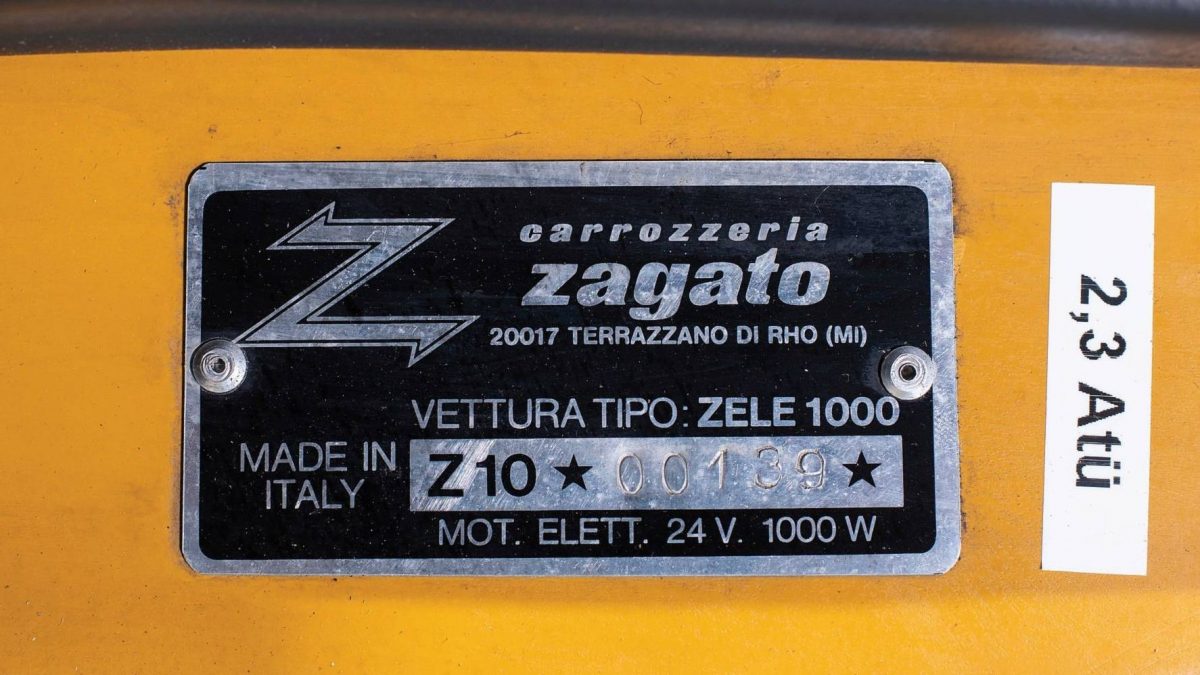 carrozzeria
zagato
20017 TERRAZZANO DI RHO (MI)
VETTURA TIPO: ZELE 1000
MADE IN
ITALY
Z10 ★ 00139 ★
MOT. ELETT. 24 V. 1000 W
2,3 Atü